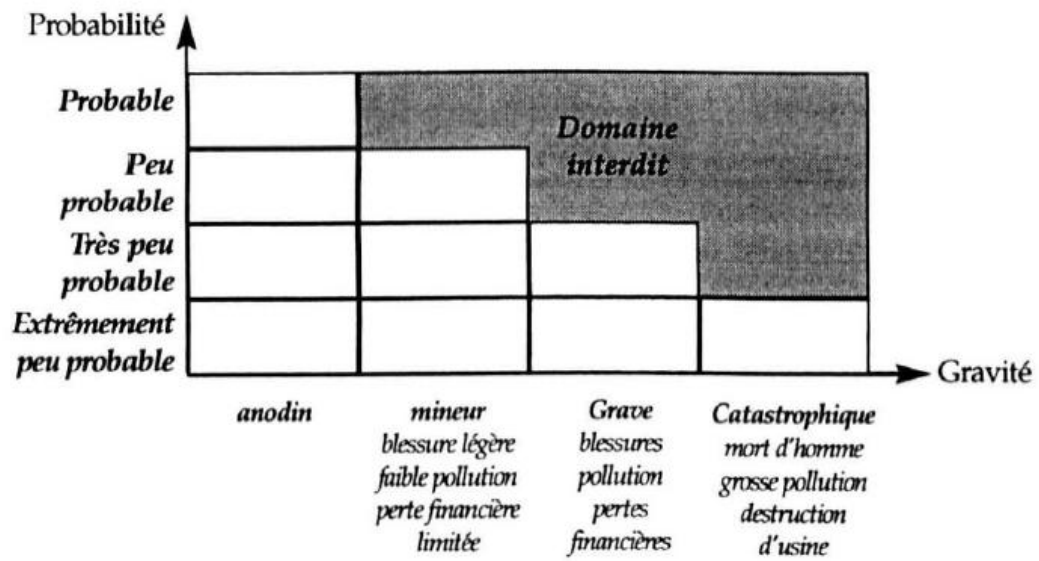 Probabilité
Probable
Peu
probable
Très peu
probable
Extrêmement
peu probable
Domaine
interdit
Gravité
anodin
mineur
blessure légère
faible pollution
perte financière
limitée
Grave
blessures
pollution
pertes
financières
Catastrophique
mort d'homme
grosse pollution
destruction
d'usine